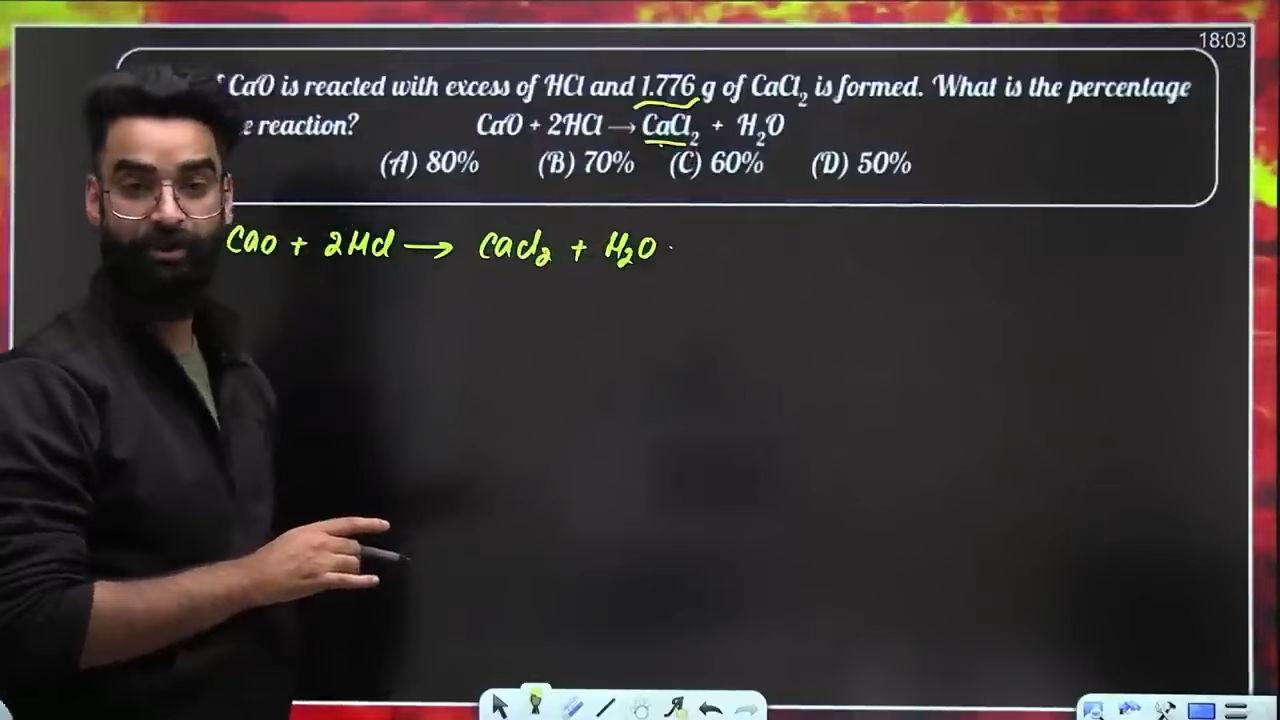 18:03
CaO is reacted with excess of HCl and 1.776 g of CaCl₂ is formed. What is the percentage
reaction? CaO + 2HCl → CaCl₂ + H₂O
(A) 80% (B) 70% (C) 60% (D) 50%
CaO + 2HCl → CaCl₂ + H₂O